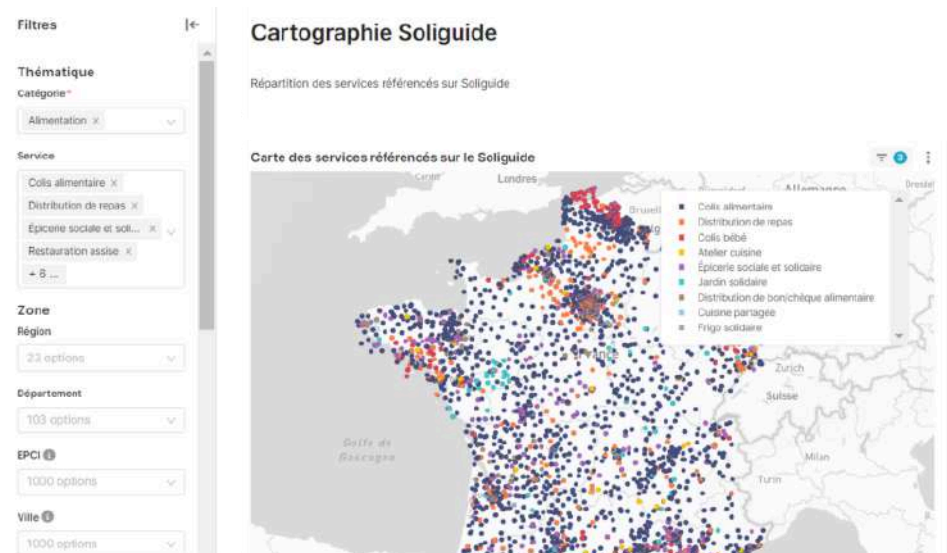 Filtres
Thématique
Catégorie*
Alimentation ×
Service
Colis alimentaire ×
Distribution de repas ×
Épicerie sociale et soli... ×
Restauration assise ×
+ 6 ...
Zone
Région
23 options
Département
103 options
EPCI
1000 options
Ville
1000 options
Cartographie Soliguide
Répartition des services référencés sur Soliguide
Carte des services référencés sur le Soliguide
3
Londres
Allemagne
Colis alimentaire
Distribution de repas
Colis bébé
Atelier cuisine
Épicerie sociale et solidaire
Jardin solidaire
Distribution de bon/chèque alimentaire
Cuisine partagée
Frigo solidaire
France
Zurich
Suisse
Golfe de
Gascogne
Milan
Turin